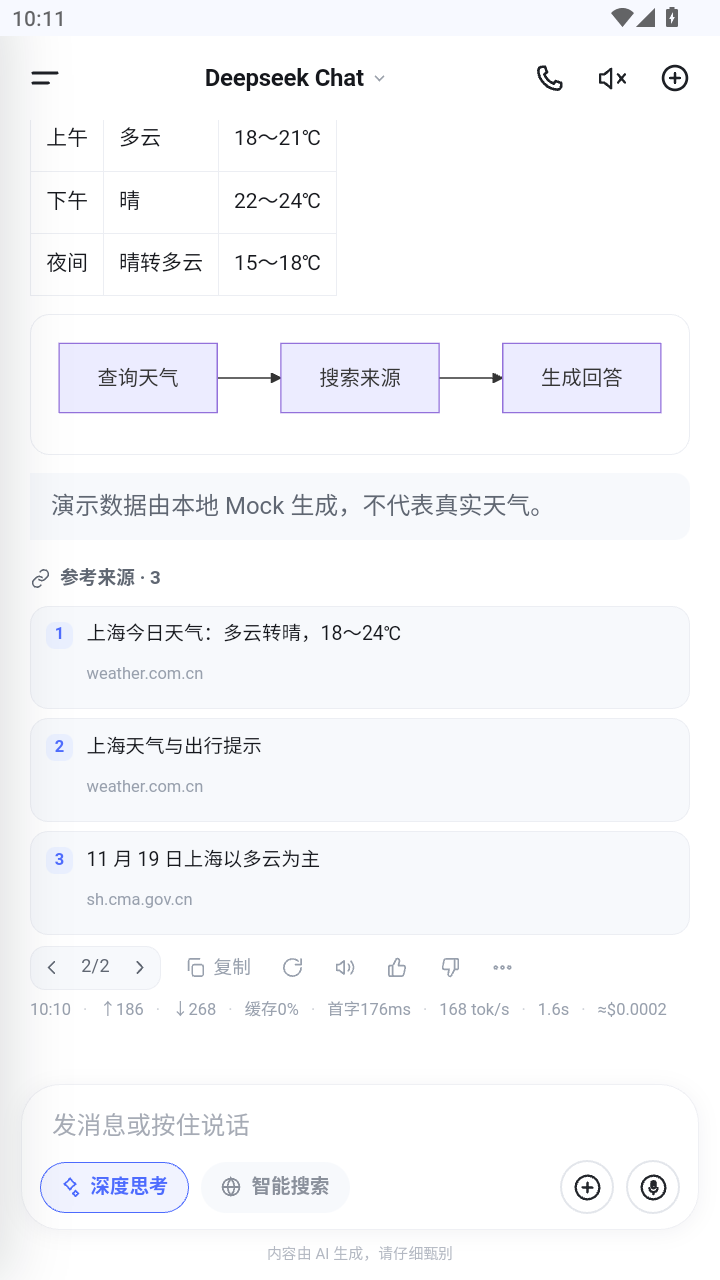 10:11
Deepseek Chat
上午 多云 18～21℃
下午 晴 22～24℃
夜间 晴转多云 15～18℃
查询天气 搜索来源 生成回答
演示数据由本地 Mock 生成，不代表真实天气。
参考来源 · 3
1 上海今日天气：多云转晴，18～24℃
weather.com.cn
2 上海天气与出行提示
weather.com.cn
3 11 月 19 日上海以多云为主
sh.cma.gov.cn
2/2 复制
10:10 · ↑186 · ↓268 · 缓存0% · 首字176ms · 168 tok/s · 1.6s · ≈$0.0002
发消息或按住说话
深度思考 智能搜索
内容由 AI 生成，请仔细甄别